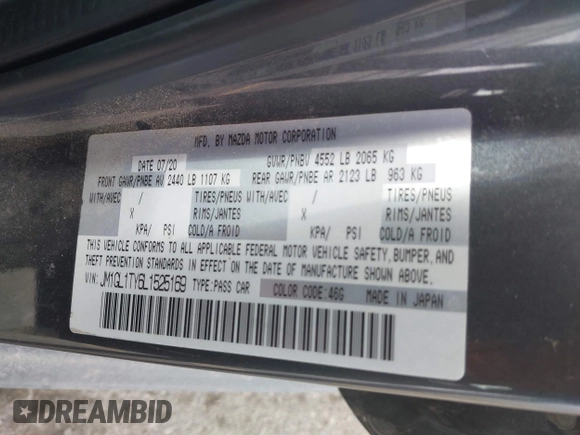 MFD. BY MAZDA MOTOR CORPORATION
DATE 07/20 GVWR/PNBV 4552 LB 2065 KG
FRONT GAWR/PNBE AV 2440 LB 1107 KG REAR GAWR/PNBE AR 2123 LB 963 KG
WITH/AVEC / TIRES/PNEUS WITH/AVEC / TIRES/PNEUS
X RIMS/JANTES X RIMS/JANTES
KPA/ PSI COLD/A FROID KPA/ PSI COLD/A FROID
THIS VEHICLE CONFORMS TO ALL APPLICABLE FEDERAL MOTOR VEHICLE SAFETY, BUMPER, AND
THEFT PREVENTION STANDARDS IN EFFECT ON THE DATE OF MANUFACTURE SHOWN ABOVE.
VIN: JM1GL1TY6L1525169 TYPE:PASS CAR COLOR CODE:46G MADE IN JAPAN
DREAMBID